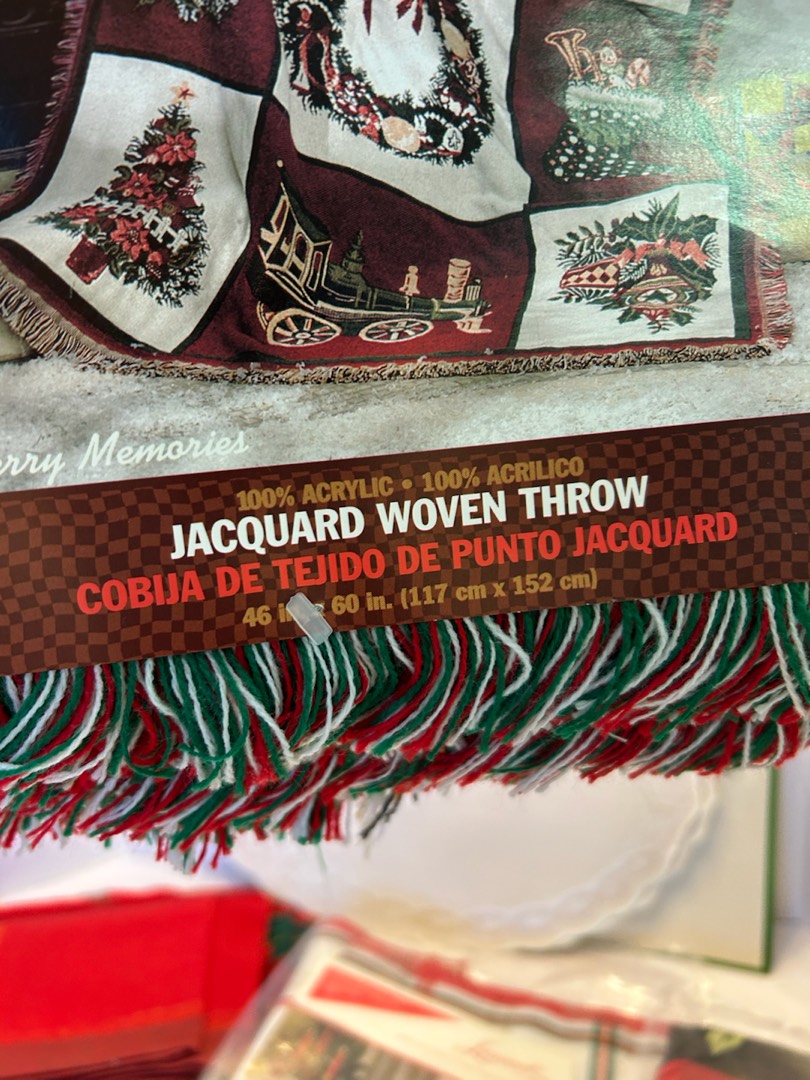 Memories
100% ACRYLIC • 100% ACRILICO
JACQUARD WOVEN THROW
COBIJA DE TEJIDO DE PUNTO JACQUARD
46 60 in. (117 cm x 152 cm)